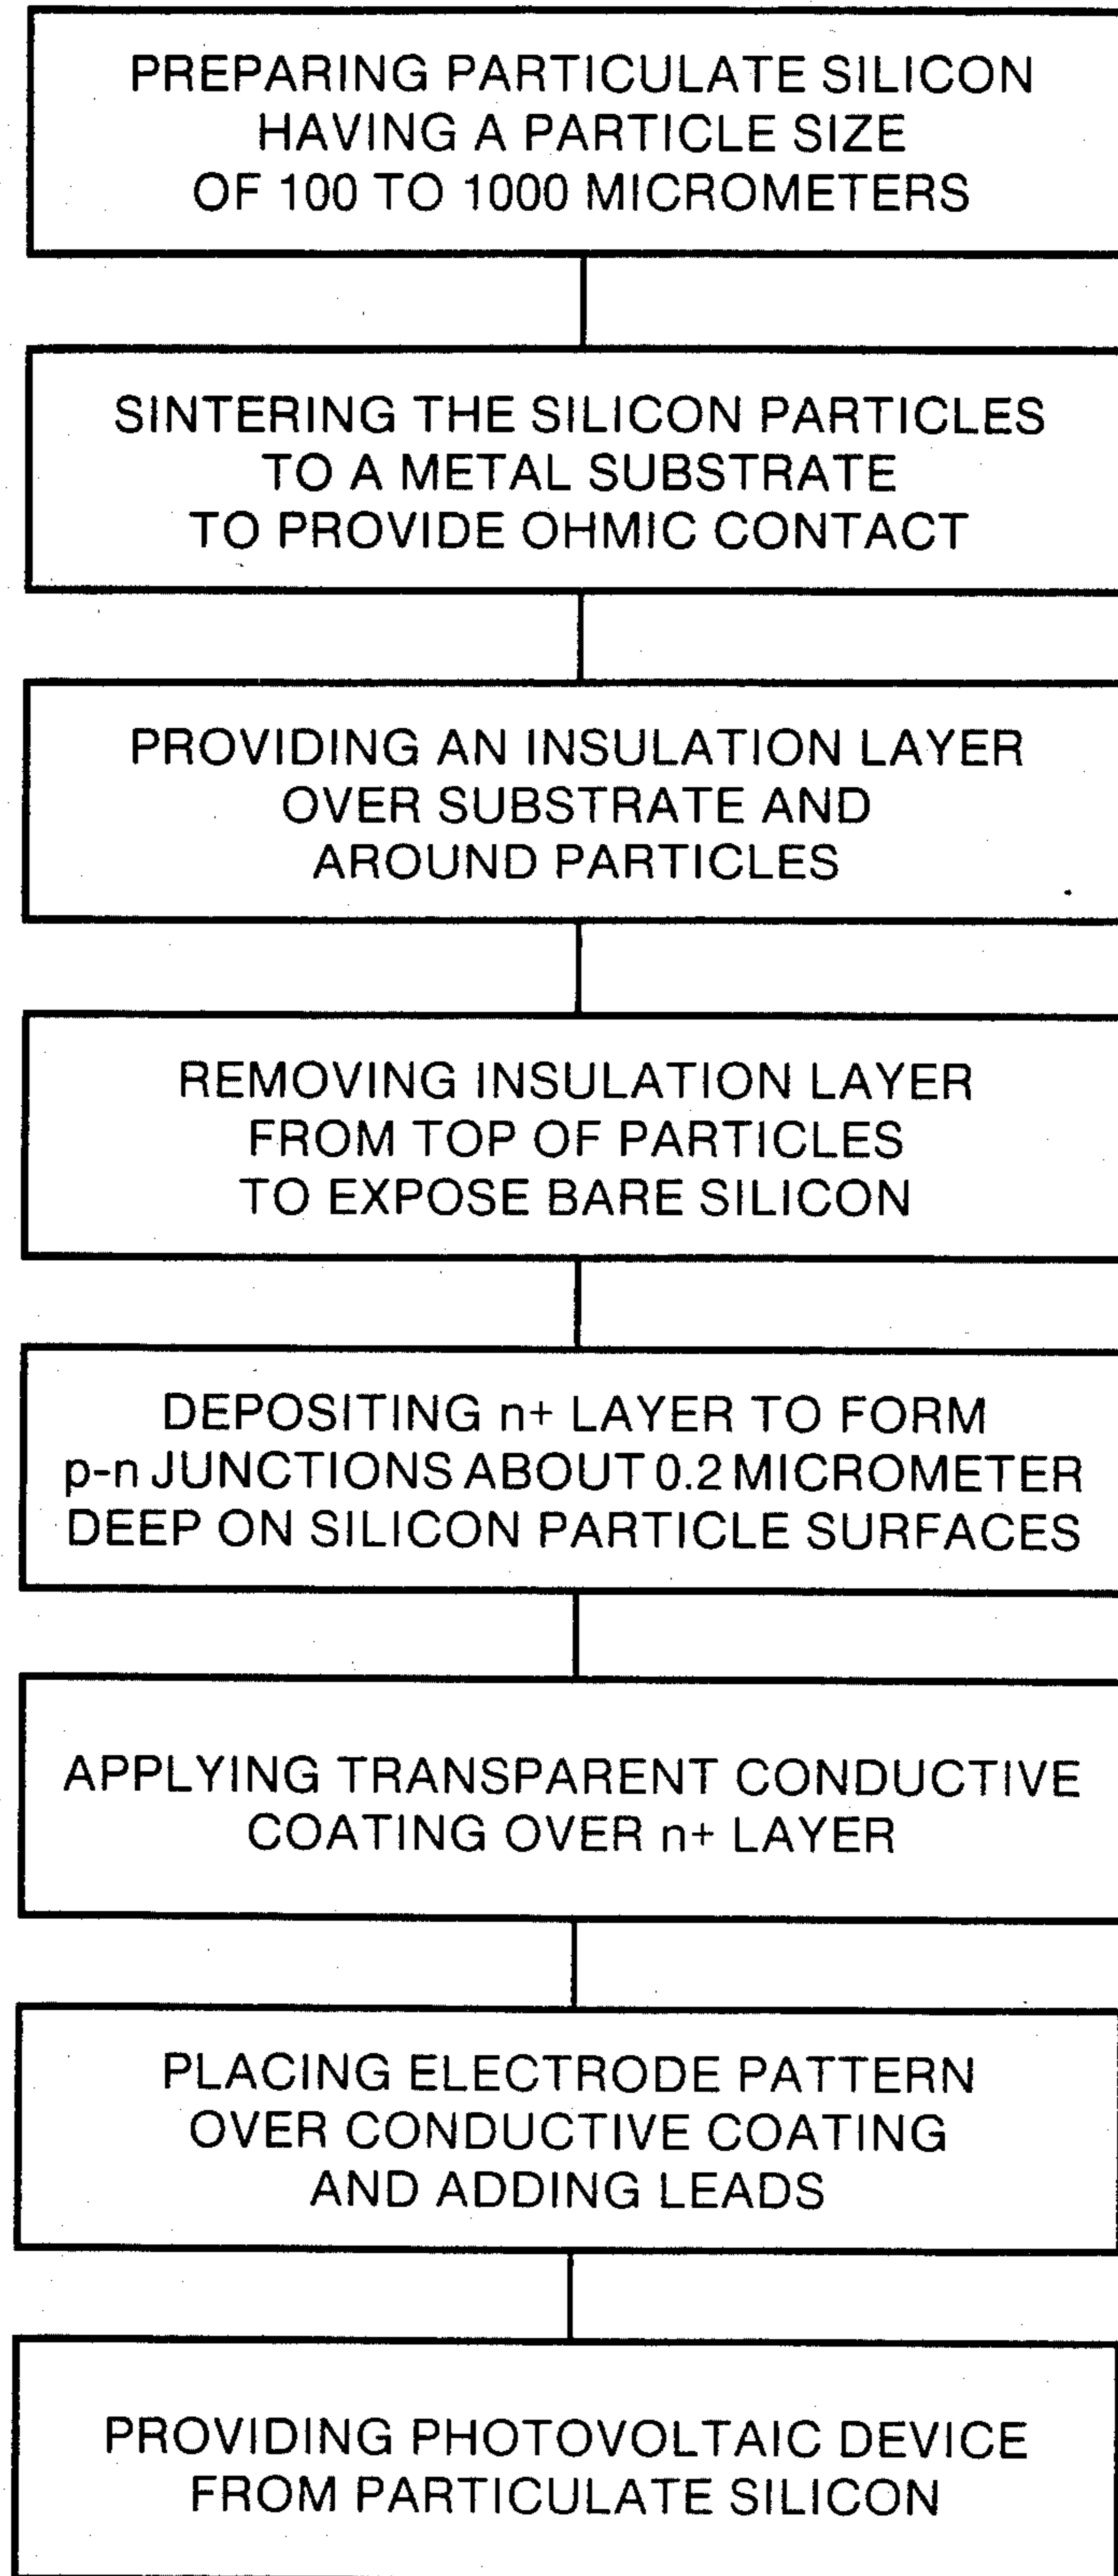 PREPARING PARTICULATE SILICON
HAVING A PARTICLE SIZE
OF 100 TO 1000 MICROMETERS
SINTERING THE SILICON PARTICLES
TO A METAL SUBSTRATE
TO PROVIDE OHMIC CONTACT
PROVIDING AN INSULATION LAYER
OVER SUBSTRATE AND
AROUND PARTICLES
REMOVING INSULATION LAYER
FROM TOP OF PARTICLES
TO EXPOSE BARE SILICON
DEPOSITING n+ LAYER TO FORM
p-n JUNCTIONS ABOUT 0.2 MICROMETER
DEEP ON SILICON PARTICLE SURFACES
APPLYING TRANSPARENT CONDUCTIVE
COATING OVER n+ LAYER
PLACING ELECTRODE PATTERN
OVER CONDUCTIVE COATING
AND ADDING LEADS
PROVIDING PHOTOVOLTAIC DEVICE
FROM PARTICULATE SILICON